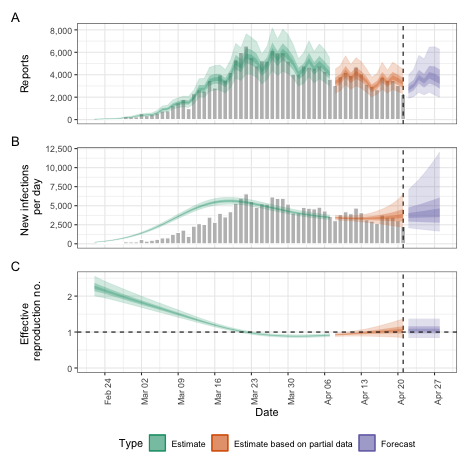 A
Reports
8,000
6,000
4,000
2,000
0
B
New infections
per day
12,500
10,000
7,500
5,000
2,500
0
C
Effective
reproduction no.
2
1
0
Feb 24
Mar 02
Mar 09
Mar 16
Mar 23
Mar 30
Apr 06
Apr 13
Apr 20
Apr 27
Date
Type Estimate Estimate based on partial data Forecast